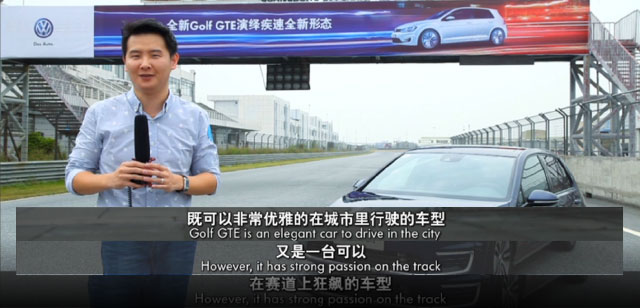 Das Auto
全新Golf GTE演绎疾速全新形态
既可以非常优雅的在城市里行驶的车型
Golf GTE is an elegant car to drive in the city
又是一台可以
However, it has strong passion on the track
在赛道上狂飙的车型
However, it has strong passion on the track